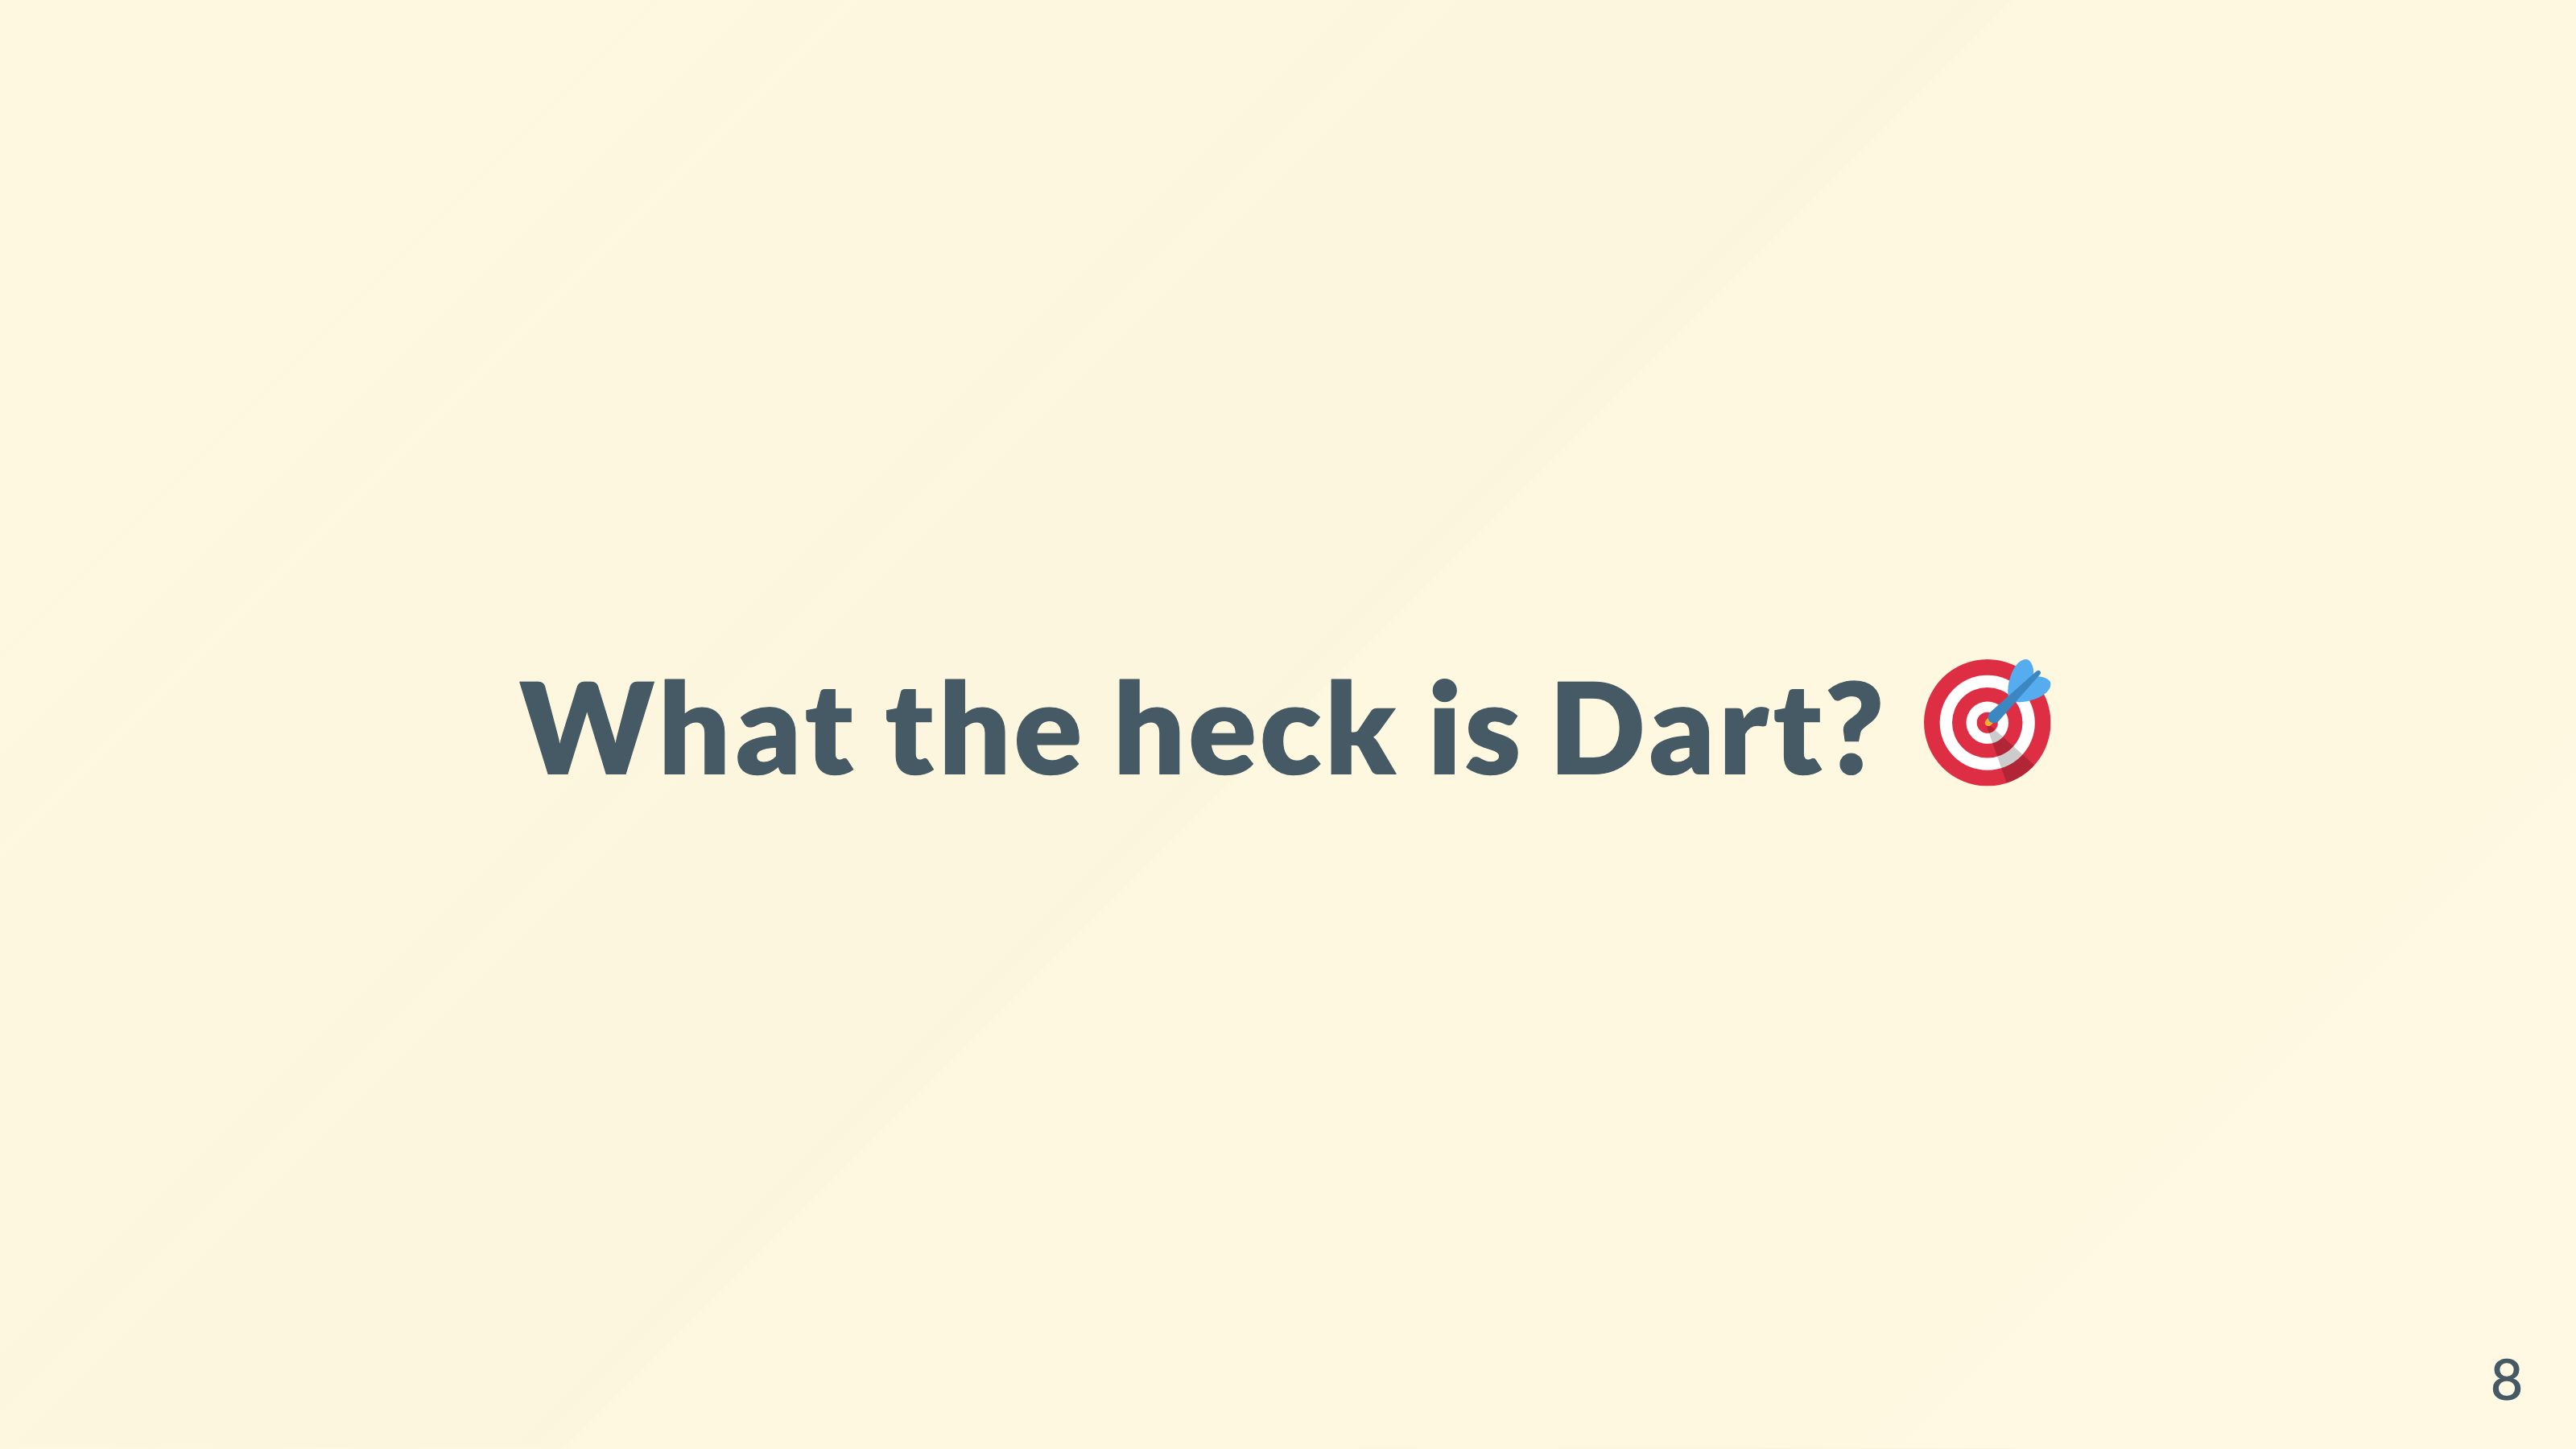 What the heck is Dart? 🎯
8